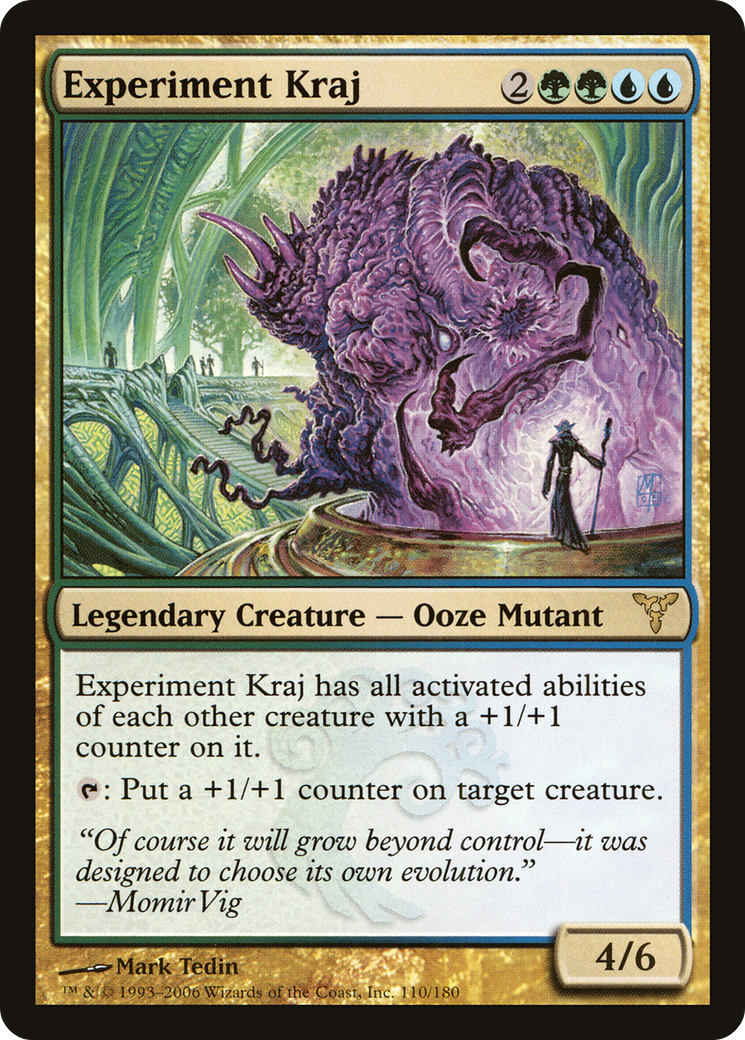 Experiment Kraj 2
Legendary Creature — Ooze Mutant
Experiment Kraj has all activated abilities
of each other creature with a +1/+1
counter on it.
: Put a +1/+1 counter on target creature.
“Of course it will grow beyond control—it was
designed to choose its own evolution.”
—Momir Vig
4/6
Mark Tedin
™ & © 1993–2006 Wizards of the Coast, Inc. 110/180